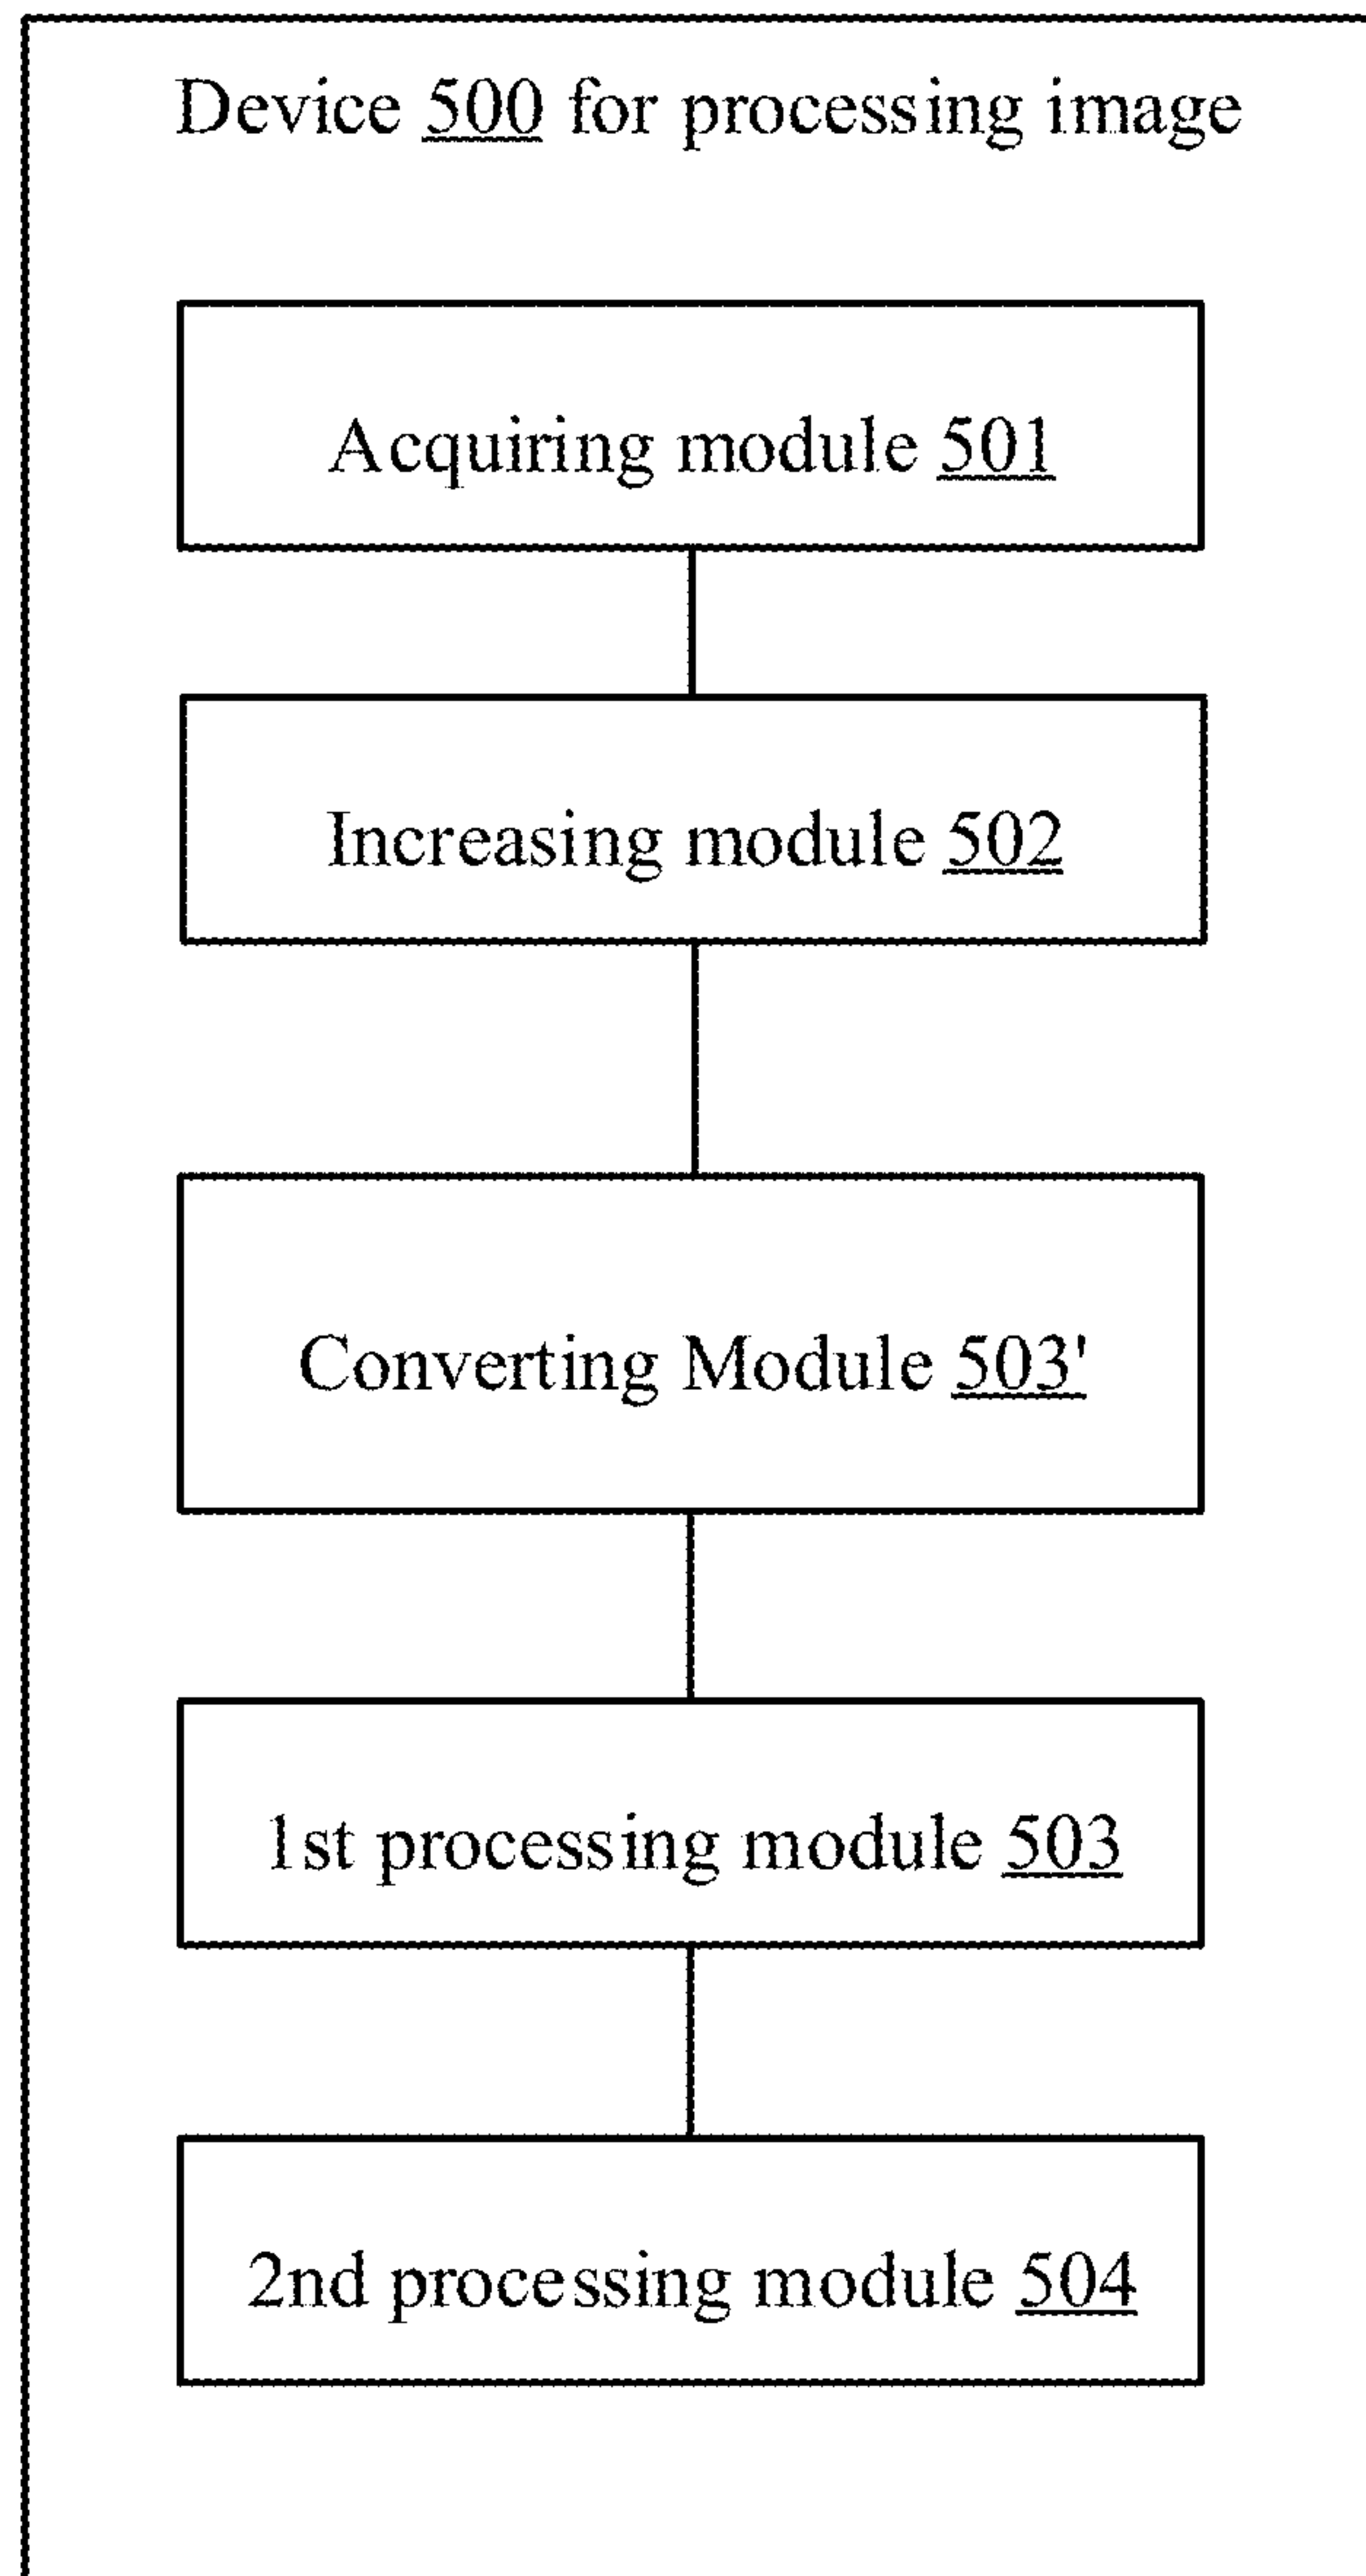 Device 500 for processing image
Acquiring module 501
Increasing module 502
Converting Module 503'
1st processing module 503
2nd processing module 504